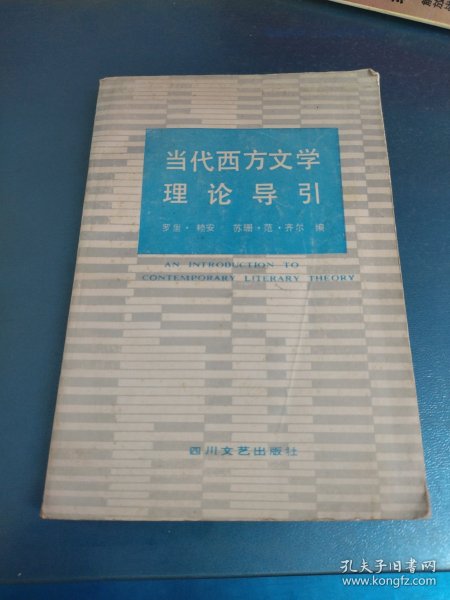 当代西方文学
理论导引
罗里·赖安 苏珊·范·齐尔 编
AN INTRODUCTION TO
CONTEMPORARY LITERARY THEORY
四川文艺出版社
孔夫子旧书网
www.kongfz.com